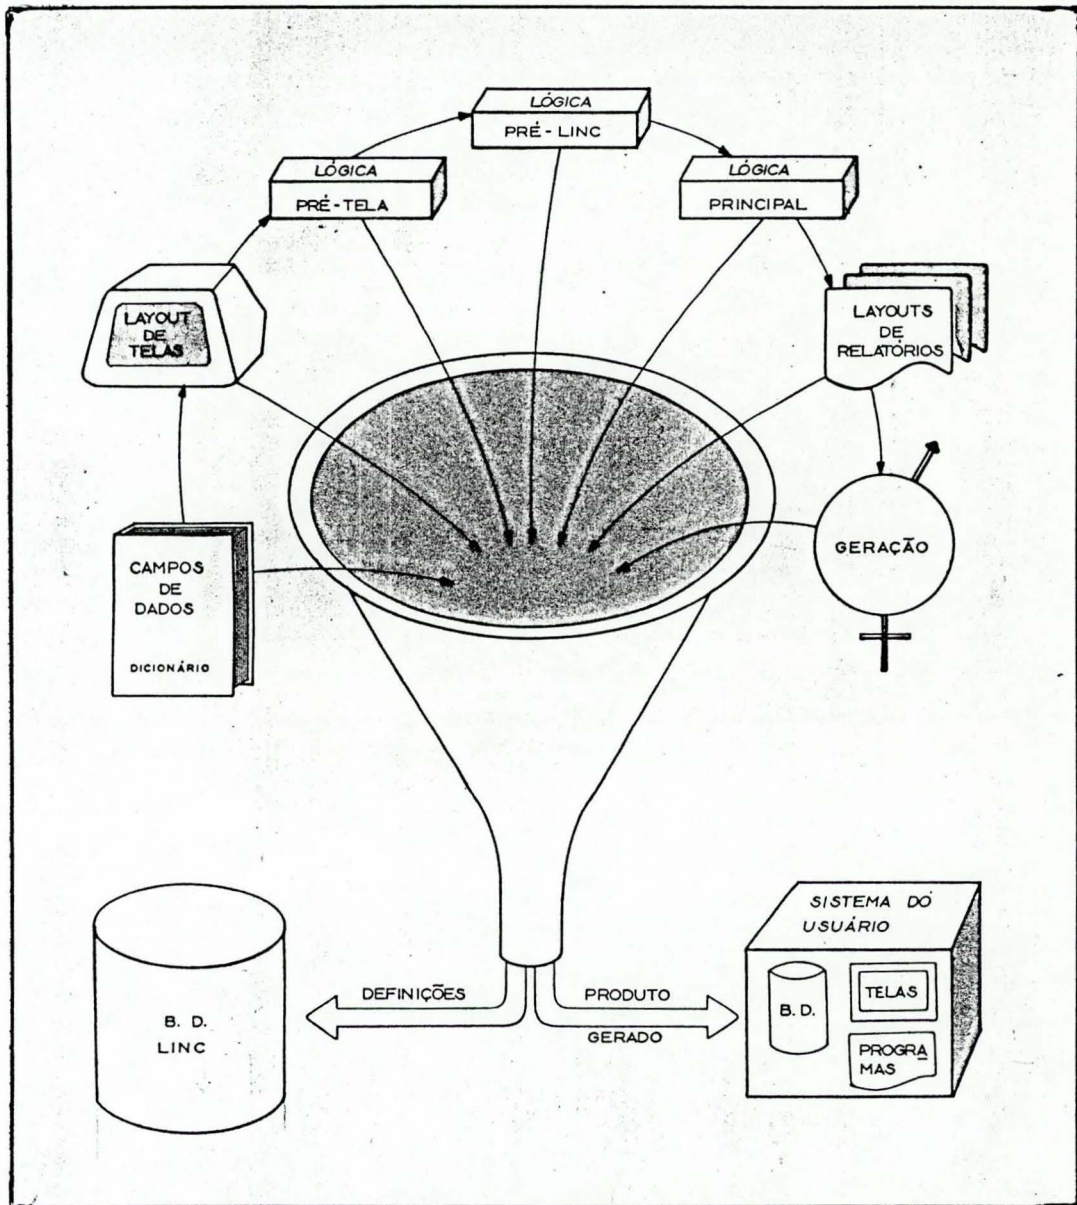 LÓGICA
PRÉ-LINC
LÓGICA
PRÉ-TELA
LÓGICA
PRINCIPAL
LAYOUT
DE
TELAS
LAYOUTS
DE
RELATÓRIOS
CAMPOS
DE
DADOS
DICIONÁRIO
GERAÇÃO
B. D.
LINC
DEFINIÇÕES
PRODUTO
GERADO
SISTEMA DO
USUÁRIO
B. D.
TELAS
PROGRA
MAS